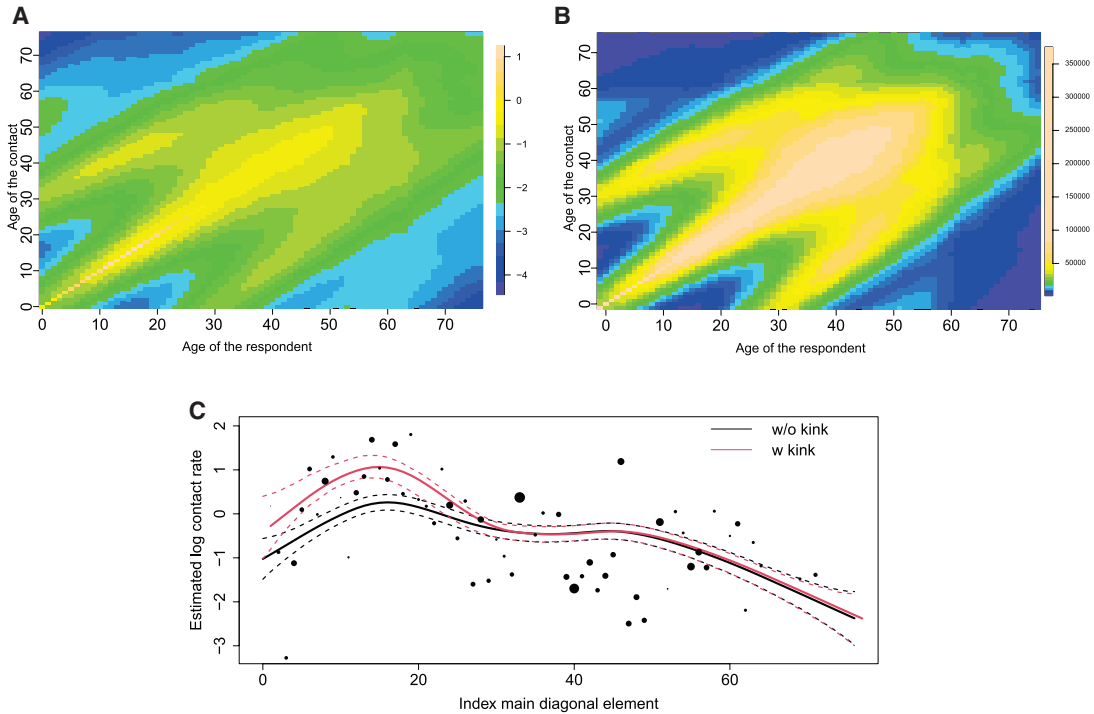 A
B
70
60
50
40
30
20
10
0
Age of the contact
0 10 20 30 40 50 60 70
Age of the respondent
1
0
−1
−2
−3
−4
70
60
50
40
30
20
10
0
Age of the contact
0 10 20 30 40 50 60 70
Age of the respondent
350000
300000
250000
200000
150000
100000
50000
C
2
1
0
−1
−2
−3
Estimated log contact rate
w/o kink
w kink
0 20 40 60
Index main diagonal element